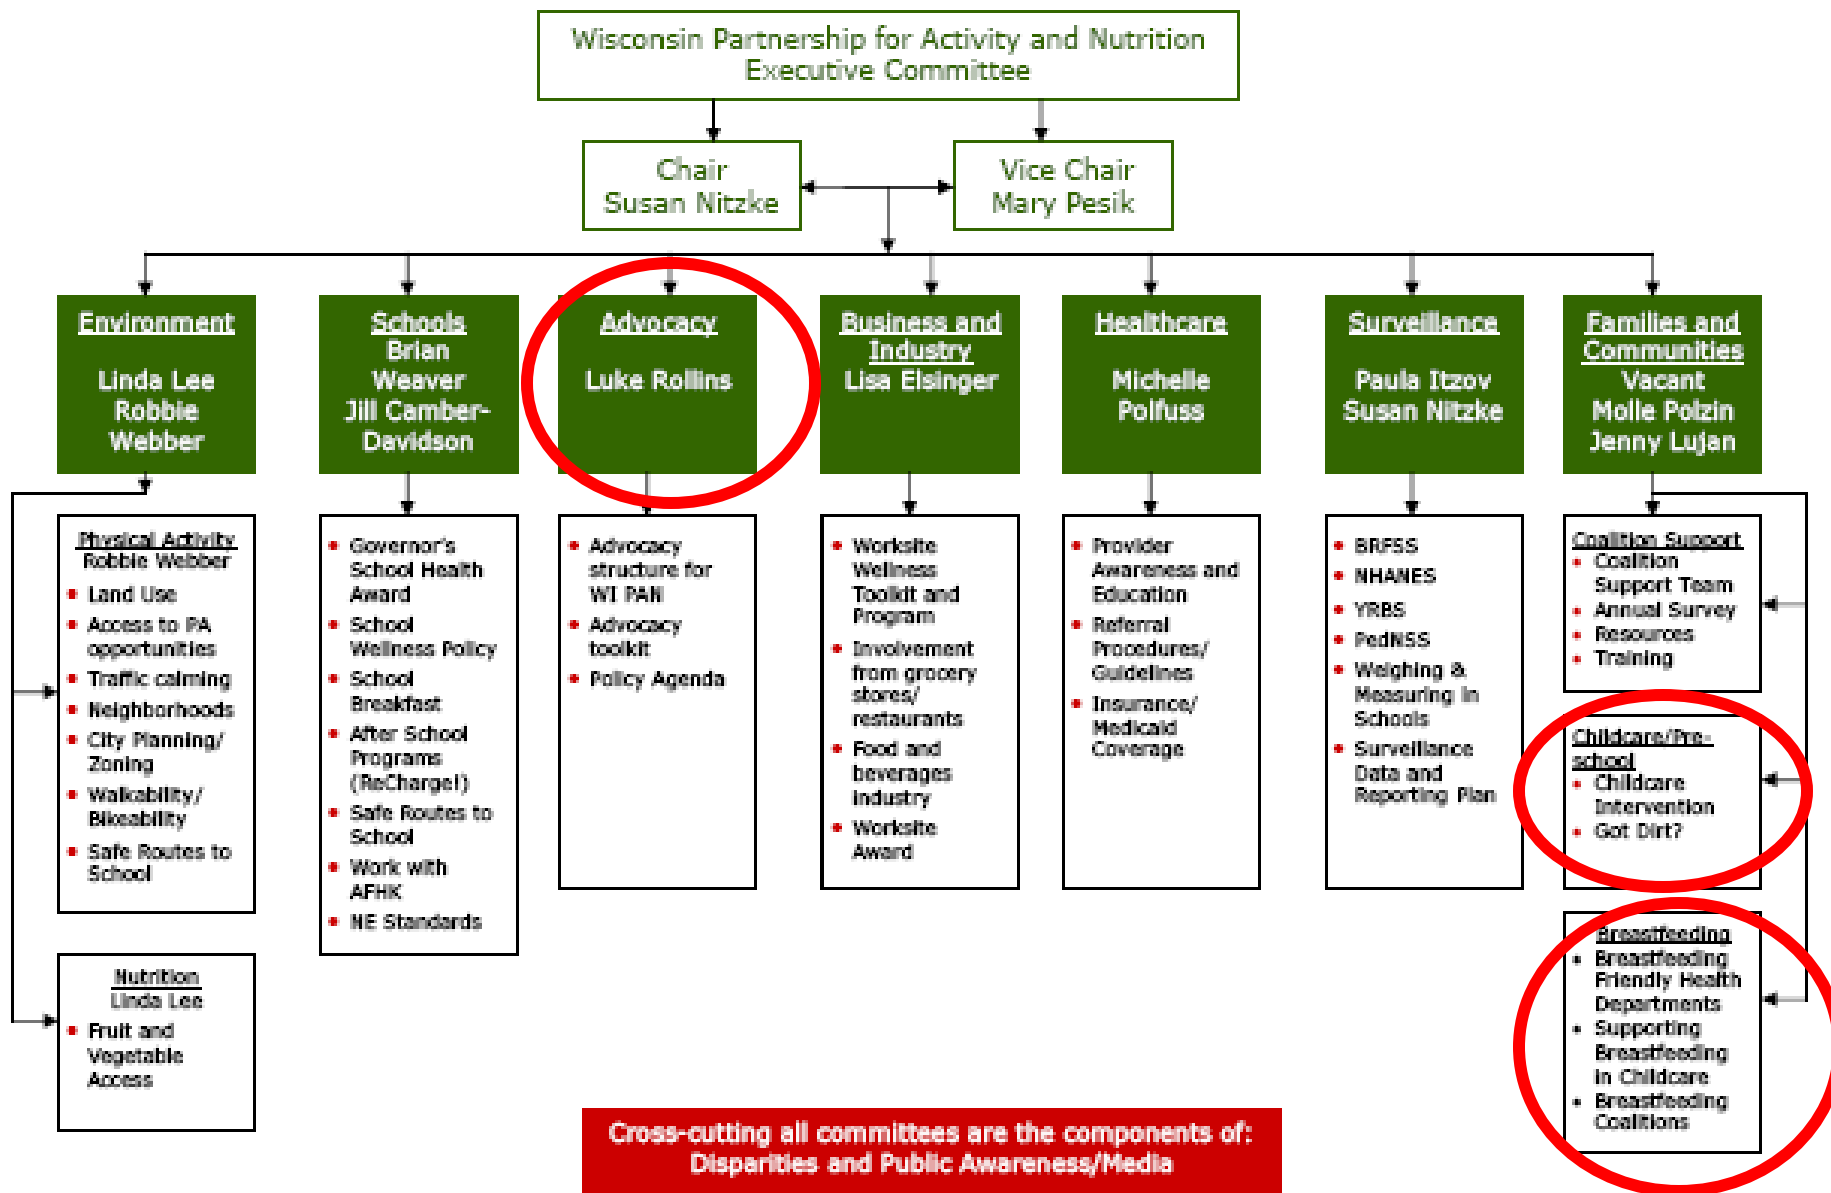 Wisconsin Partnership for Activity and Nutrition
Executive Committee
Chair
Susan Nitzke
Vice Chair
Mary Pesik
Environment
Linda Lee
Robbie
Webber
Schools
Brian
Weaver
Jill Camber-
Davidson
Advocacy
Luke Rollins
Business and
Industry
Lisa Elsinger
Healthcare
Michelle
Polfuss
Surveillance
Paula Itzov
Susan Nitzke
Families and
Communities
Vacant
Molle Polzin
Jenny Lujan
Physical Activity
Robbie Webber
• Land Use
• Access to PA
opportunities
• Traffic calming
• Neighborhoods
• City Planning/
Zoning
• Walkability/
Bikeability
• Safe Routes to
School
Nutrition
Linda Lee
• Fruit and
Vegetable
Access
• Governor's
School Health
Award
• School
Wellness Policy
• School
Breakfast
• After School
Programs
(ReCharge!)
• Safe Routes to
School
• Work with
AFHK
• NE Standards
• Advocacy
structure for
WI PAN
• Advocacy
toolkit
• Policy Agenda
• Worksite
Wellness
Toolkit and
Program
• Involvement
from grocery
stores/
restaurants
• Food and
beverages
industry
• Worksite
Award
• Provider
Awareness and
Education
• Referral
Procedures/
Guidelines
• Insurance/
Medicaid
Coverage
• BRFSS
• NHANES
• YRBS
• PedNSS
• Weighing &
Measuring in
Schools
• Surveillance
Data and
Reporting Plan
Coalition Support
• Coalition
Support Team
• Annual Survey
• Resources
• Training
Childcare/Pre-
school
• Childcare
Intervention
• Got Dirt?
Breastfeeding
• Breastfeeding
Friendly Health
Departments
• Supporting
Breastfeeding
in Childcare
• Breastfeeding
Coalitions
Cross-cutting all committees are the components of:
Disparities and Public Awareness/Media